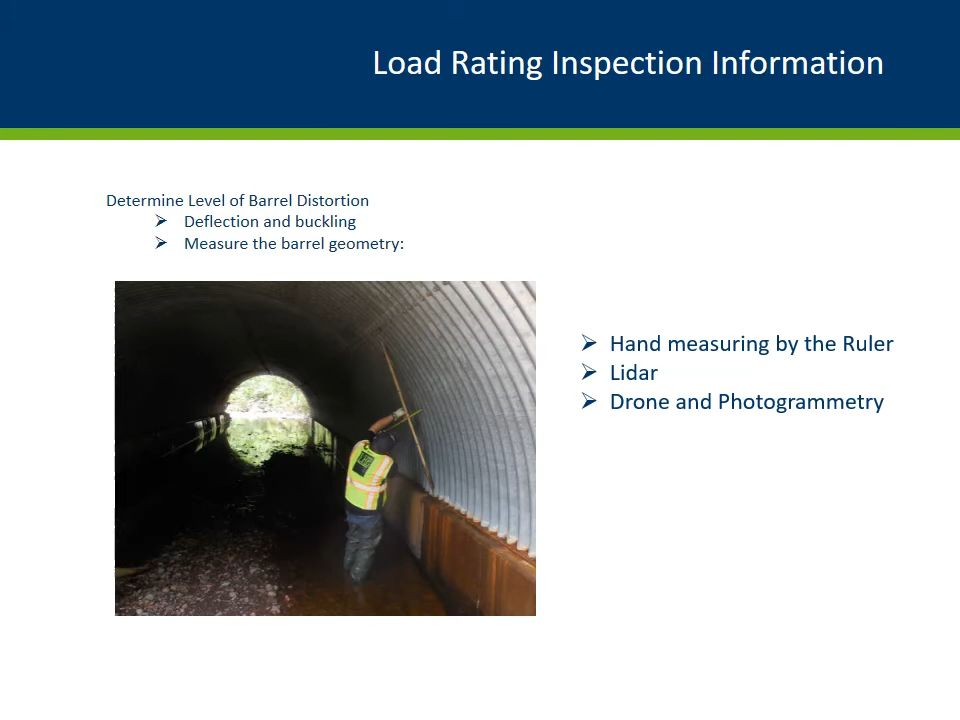 Load Rating Inspection Information
Determine Level of Barrel Distortion
➢ Deflection and buckling
➢ Measure the barrel geometry:
➢ Hand measuring by the Ruler
➢ Lidar
➢ Drone and Photogrammetry